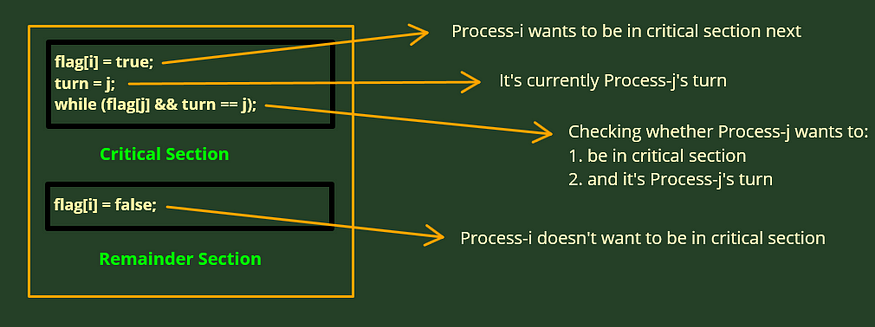 flag[i] = true;
turn = j;
while (flag[j] && turn == j);
Critical Section
flag[i] = false;
Remainder Section
Process-i wants to be in critical section next
It's currently Process-j's turn
Checking whether Process-j wants to:
1. be in critical section
2. and it's Process-j's turn
Process-i doesn't want to be in critical section